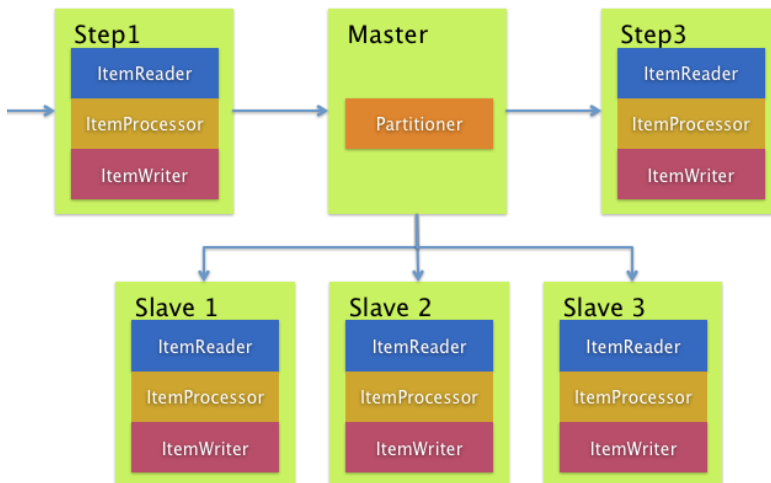 Step1
ItemReader
ItemProcessor
ItemWriter
Master
Partitioner
Step3
ItemReader
ItemProcessor
ItemWriter
Slave 1
ItemReader
ItemProcessor
ItemWriter
Slave 2
ItemReader
ItemProcessor
ItemWriter
Slave 3
ItemReader
ItemProcessor
ItemWriter